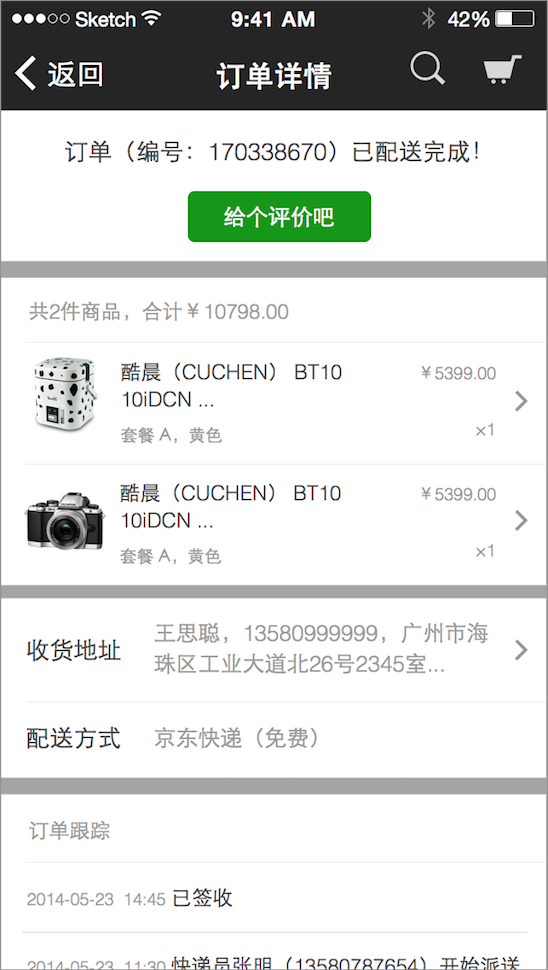 Sketch 9:41 AM 42%
返回 订单详情
订单（编号：170338670）已配送完成！
给个评价吧
共2件商品，合计￥10798.00
酷晨（CUCHEN） BT10 ￥5399.00
10iDCN ...
套餐 A，黄色 ×1
酷晨（CUCHEN） BT10 ￥5399.00
10iDCN ...
套餐 A，黄色 ×1
收货地址 王思聪，13580999999，广州市海
珠区工业大道北26号2345室...
配送方式 京东快递（免费）
订单跟踪
2014-05-23 14:45 已签收
2014-05-23 11:30 快递员张明（13580787654）开始派送